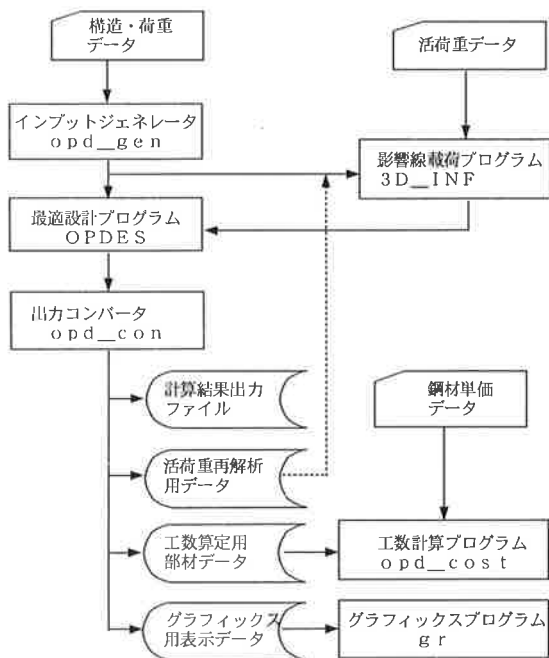 構造・荷重
データ
活荷重データ
インプットジェネレータ
opd__gen
影響線載荷プログラム
3D__INF
最適設計プログラム
OPDES
出力コンバータ
opd__con
計算結果出力
ファイル
鋼材単価
データ
活荷重再解析
用データ
工数算定用
部材データ
工数計算プログラム
opd__cost
グラフィックス
用表示データ
グラフィックスプログラム
gr